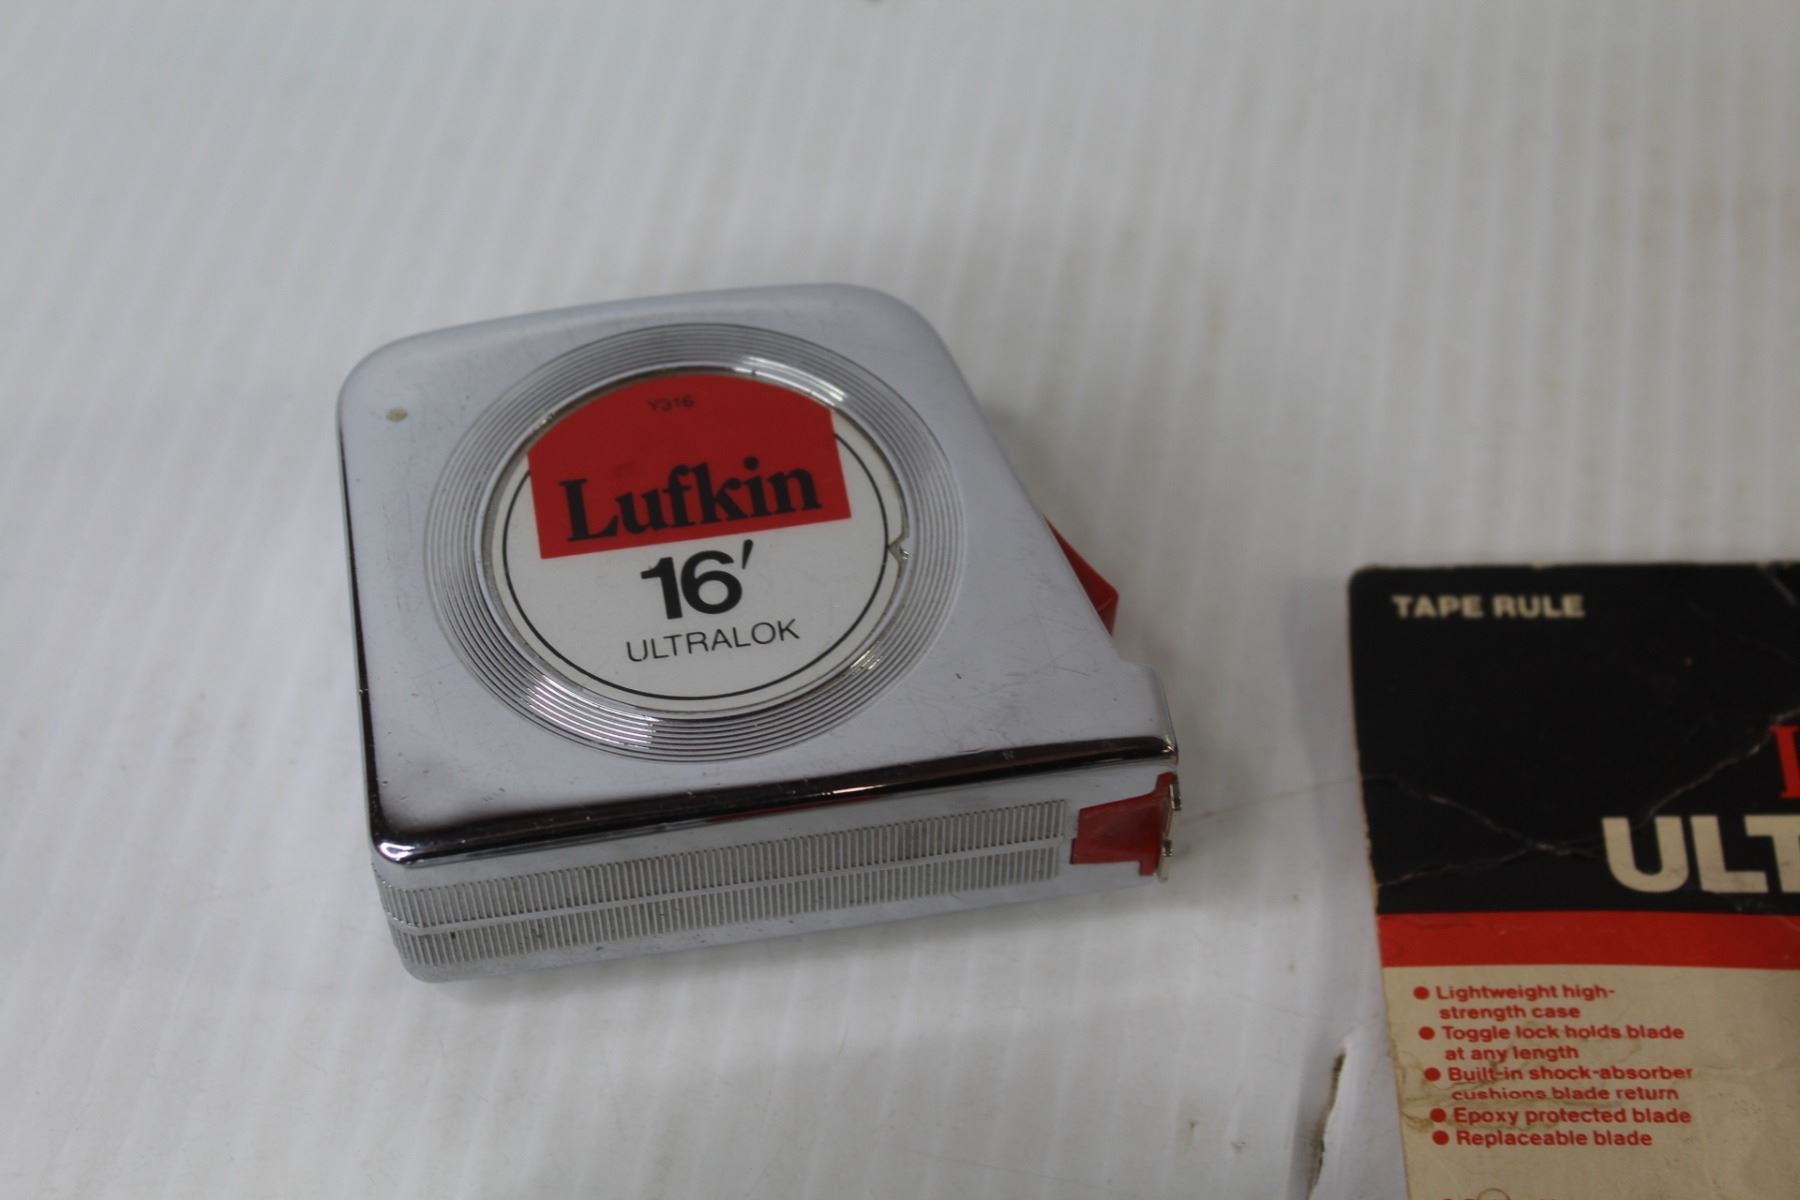 Y316
Lufkin
16'
ULTRALOK
TAPE RULE
ULT
Lightweight high-
strength case
Toggle lock holds blade
at any length
Built-in shock-absorber
cushions blade return
Epoxy protected blade
Replaceable blade